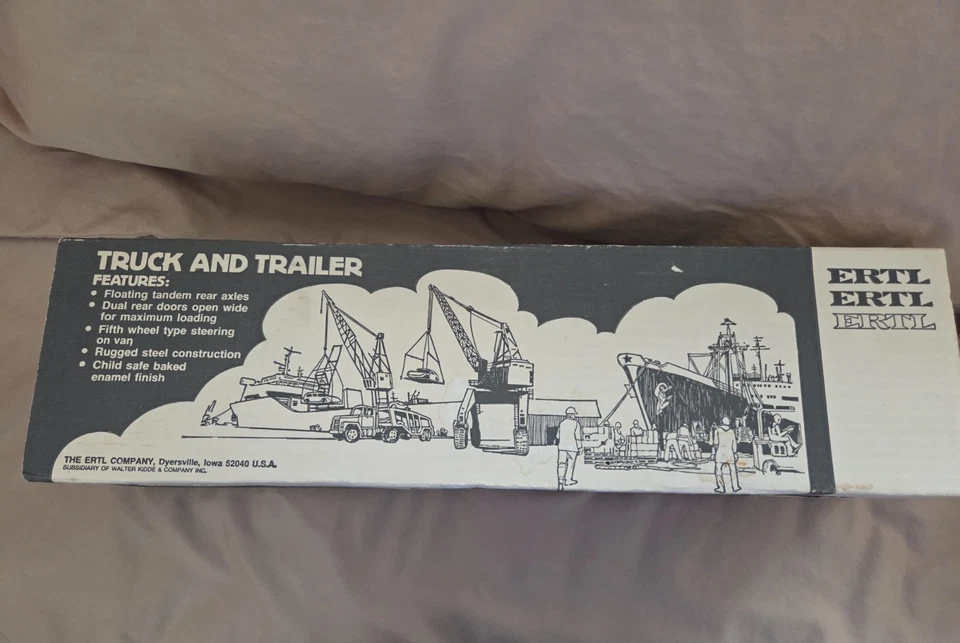 TRUCK AND TRAILER
FEATURES:
• Floating tandem rear axles
• Dual rear doors open wide
for maximum loading
• Fifth wheel type steering
on van
• Rugged steel construction
• Child safe baked
enamel finish
THE ERTL COMPANY, Dyersville, Iowa 52040 U.S.A.
SUBSIDIARY OF WALTER KIDDE & COMPANY INC.
ERTL
ERTL
ERTL